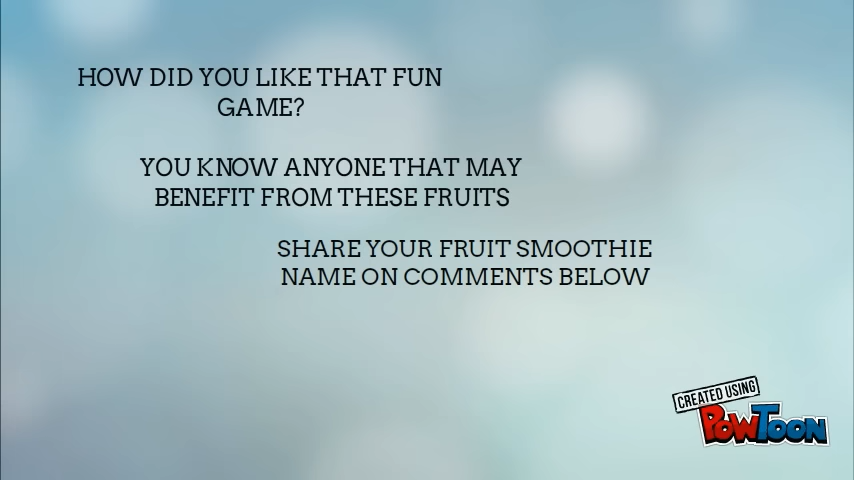 HOW DID YOU LIKE THAT FUN
GAME?
YOU KNOW ANYONE THAT MAY
BENEFIT FROM THESE FRUITS
SHARE YOUR FRUIT SMOOTHIE
NAME ON COMMENTS BELOW
CREATED USING
POWTOON